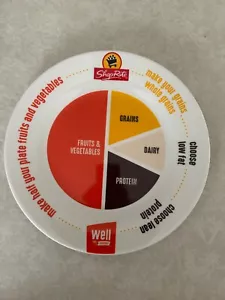 ShopRite
make your grains
whole grains
choose
low fat
choose lean
protein
make half your plate fruits and vegetables
GRAINS
DAIRY
PROTEIN
FRUITS &
VEGETABLES
well